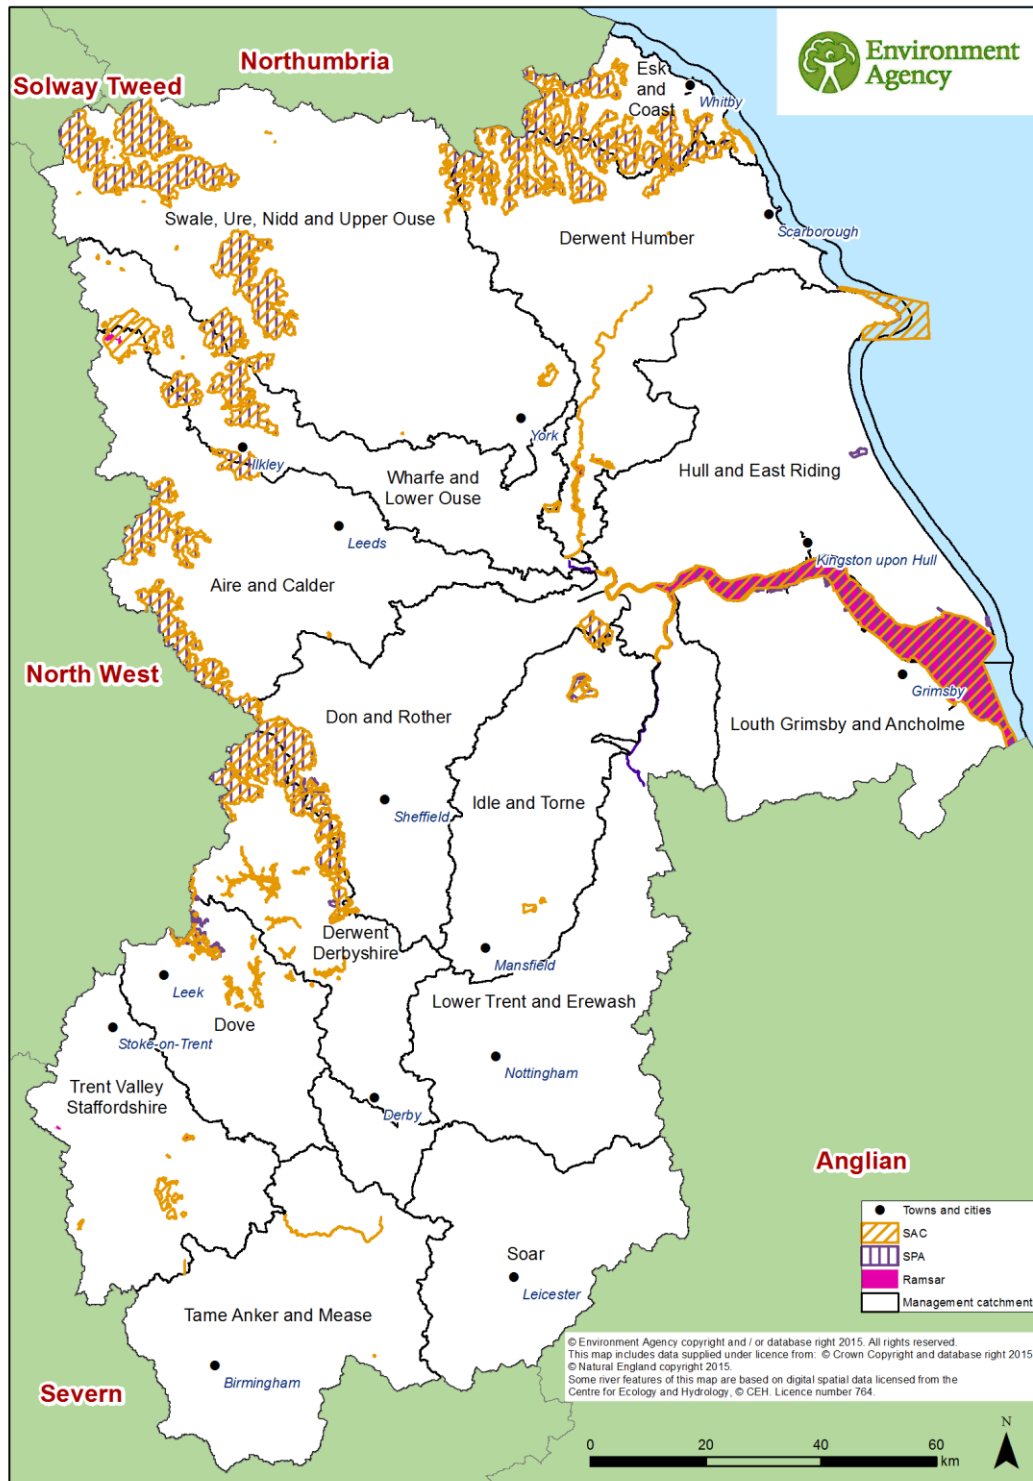 Environment
Agency
Northumbria
Solway Tweed
Esk
and
Coast
Whitby
Swale, Ure, Nidd and Upper Ouse
Derwent Humber
Scarborough
York
Ilkley
Wharfe and
Lower Ouse
Hull and East Riding
Leeds
Kingston upon Hull
Aire and Calder
North West
Grimsby
Don and Rother
Louth Grimsby and Ancholme
Idle and Torne
Sheffield
Derwent
Derbyshire
Mansfield
Leek
Lower Trent and Erewash
Dove
Stoke-on-Trent
Nottingham
Trent Valley
Staffordshire
Derby
Anglian
Towns and cities
SAC
SPA
Ramsar
Management catchment
Soar
Leicester
Tame Anker and Mease
Birmingham
Severn
© Environment Agency copyright and / or database right 2015. All rights reserved.
This map includes data supplied under licence from: © Crown Copyright and database right 2015
© Natural England copyright 2015.
Some river features of this map are based on digital spatial data licensed from the
Centre for Ecology and Hydrology, © CEH. Licence number 764.
N
0 20 40 60
km